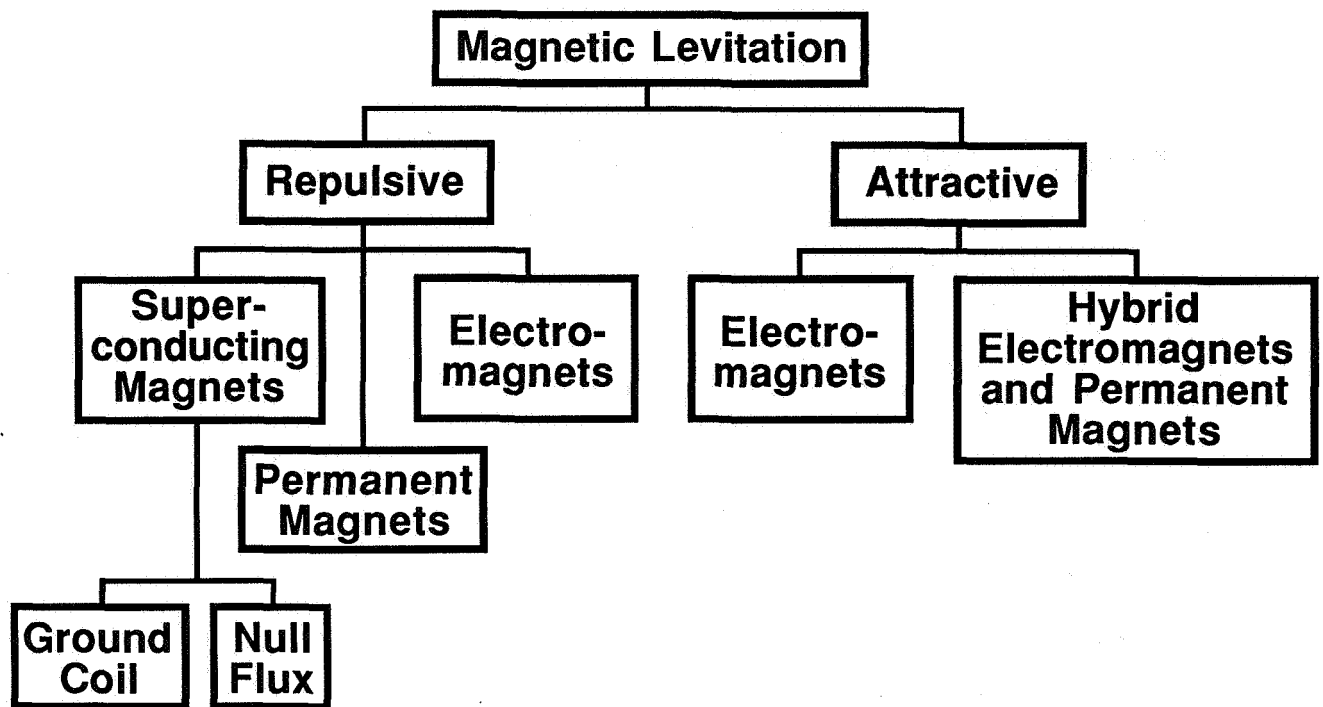 Magnetic Levitation
Repulsive
Attractive
Super-
conducting
Magnets
Electro-
magnets
Electro-
magnets
Hybrid
Electromagnets
and Permanent
Magnets
Permanent
Magnets
Ground
Coil
Null
Flux